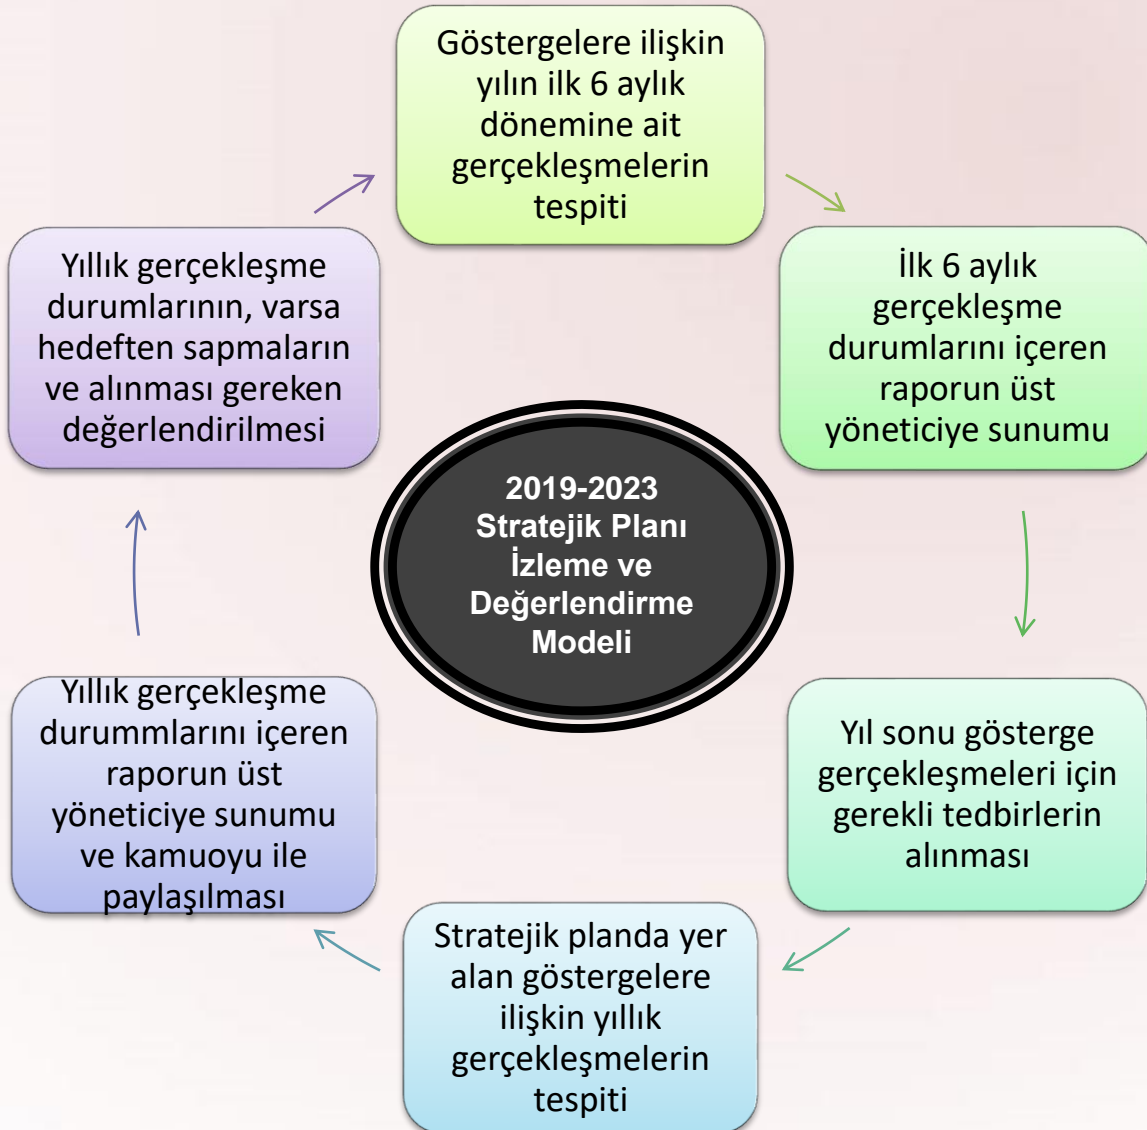 Göstergelere ilişkin
yılın ilk 6 aylık
dönemine ait
gerçekleşmelerin
tespiti
İlk 6 aylık
gerçekleşme
durumlarını içeren
raporun üst
yöneticiye sunumu
Yıl sonu gösterge
gerçekleşmeleri için
gerekli tedbirlerin
alınması
Stratejik planda yer
alan göstergelere
ilişkin yıllık
gerçekleşmelerin
tespiti
Yıllık gerçekleşme
durummlarını içeren
raporun üst
yöneticiye sunumu
ve kamuoyu ile
paylaşılması
Yıllık gerçekleşme
durumlarının, varsa
hedeften sapmaların
ve alınması gereken
değerlendirilmesi
2019-2023
Stratejik Planı
İzleme ve
Değerlendirme
Modeli